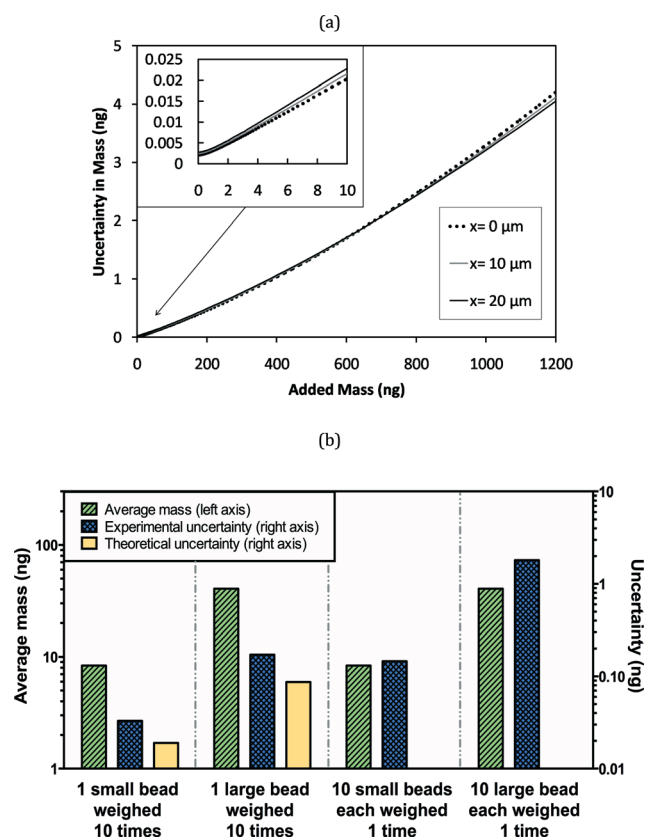 (a)
5
4
3
2
1
0
Uncertainty in Mass (ng)
0.025
0.02
0.015
0.01
0.005
0
0 2 4 6 8 10
x= 0 µm
x= 10 µm
x= 20 µm
0 200 400 600 800 1000 1200
Added Mass (ng)
(b)
Average mass (ng)
100
10
1
Average mass (left axis)
Experimental uncertainty (right axis)
Theoretical uncertainty (right axis)
10
1
0.10
0.01
Uncertainty
(ng)
1 small bead
weighed
10 times
1 large bead
weighed
10 times
10 small beads
each weighed
1 time
10 large bead
each weighed
1 time